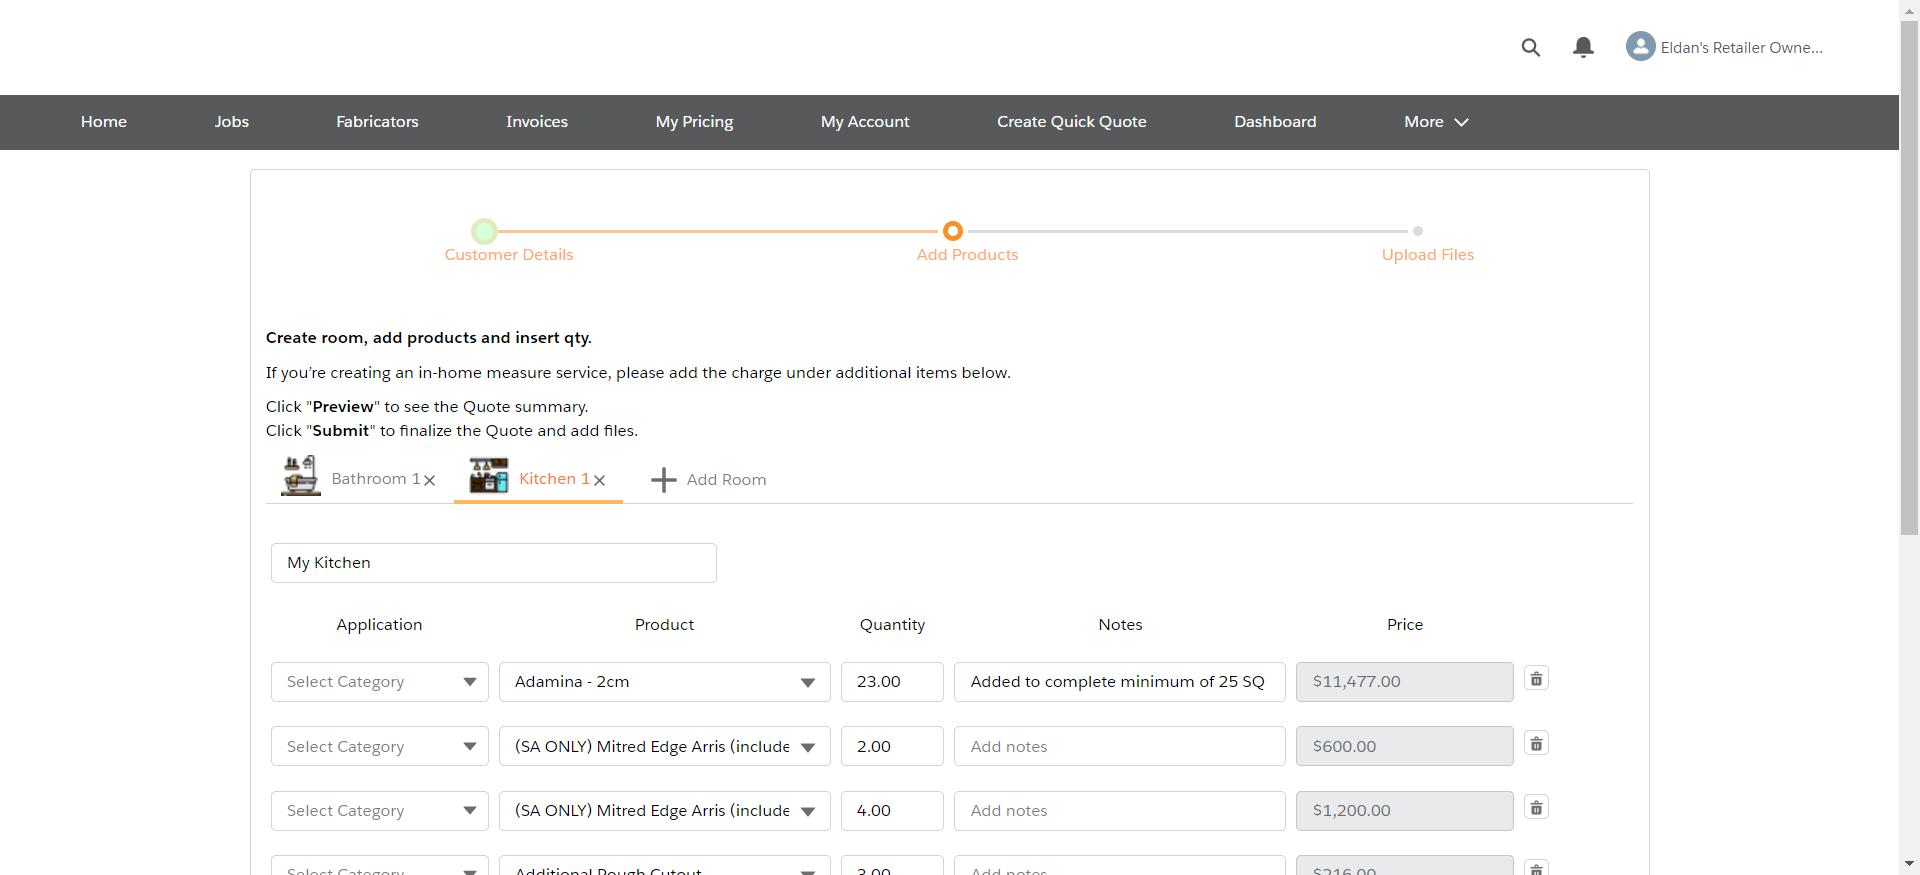 Eldan's Retailer Owne...
Home Jobs Fabricators Invoices My Pricing My Account Create Quick Quote Dashboard More
Customer Details Add Products Upload Files
Create room, add products and insert qty.
If you’re creating an in-home measure service, please add the charge under additional items below.
Click "Preview" to see the Quote summary.
Click "Submit" to finalize the Quote and add files.
Bathroom 1 Kitchen 1 Add Room
My Kitchen
Application Product Quantity Notes Price
Select Category Adamina - 2cm 23.00 Added to complete minimum of 25 SQ $11,477.00
Select Category (SA ONLY) Mitred Edge Arris (include 2.00 Add notes $600.00
Select Category (SA ONLY) Mitred Edge Arris (include 4.00 Add notes $1,200.00
Select Category Additional Rough Cutout 3.00 Add notes $216.00